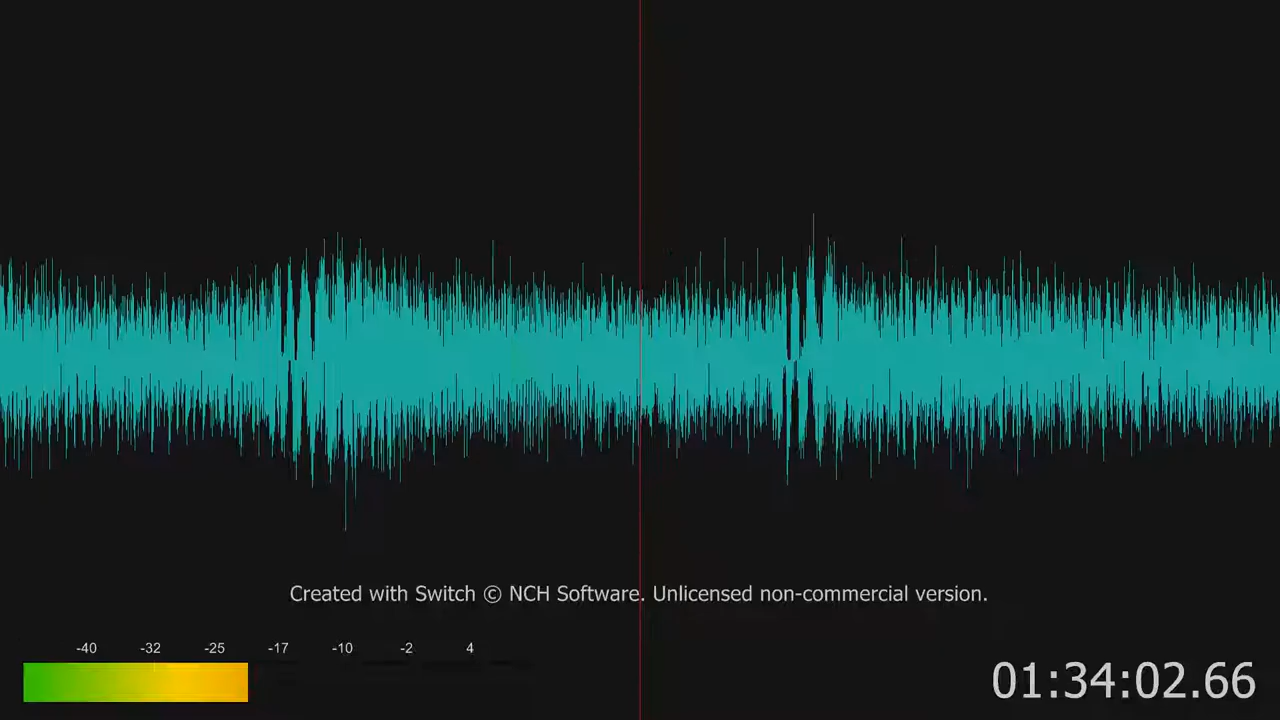 Created with Switch © NCH Software. Unlicensed non-commercial version.
-40 -32 -25 -17 -10 -2 4
01:34:02.66